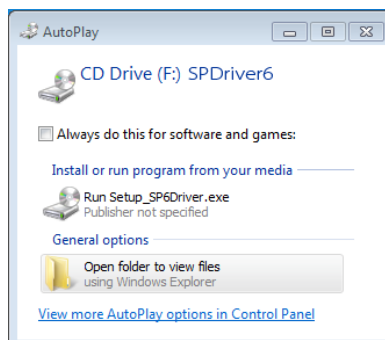 AutoPlay
CD Drive (F:) SPDriver6
Always do this for software and games:
Install or run program from your media
Run Setup_SP6Driver.exe
Publisher not specified
General options
Open folder to view files
using Windows Explorer
View more AutoPlay options in Control Panel